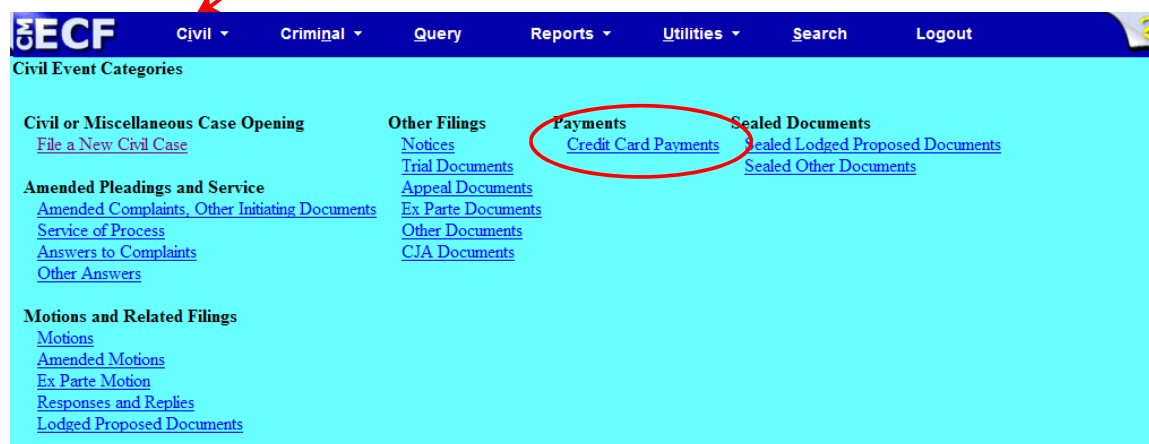 CM ECF Civil Criminal Query Reports Utilities Search Logout
Civil Event Categories
Civil or Miscellaneous Case Opening
File a New Civil Case
Amended Pleadings and Service
Amended Complaints, Other Initiating Documents
Service of Process
Answers to Complaints
Other Answers
Motions and Related Filings
Motions
Amended Motions
Ex Parte Motion
Responses and Replies
Lodged Proposed Documents
Other Filings
Notices
Trial Documents
Appeal Documents
Ex Parte Documents
Other Documents
CJA Documents
Payments
Credit Card Payments
Sealed Documents
Sealed Lodged Proposed Documents
Sealed Other Documents